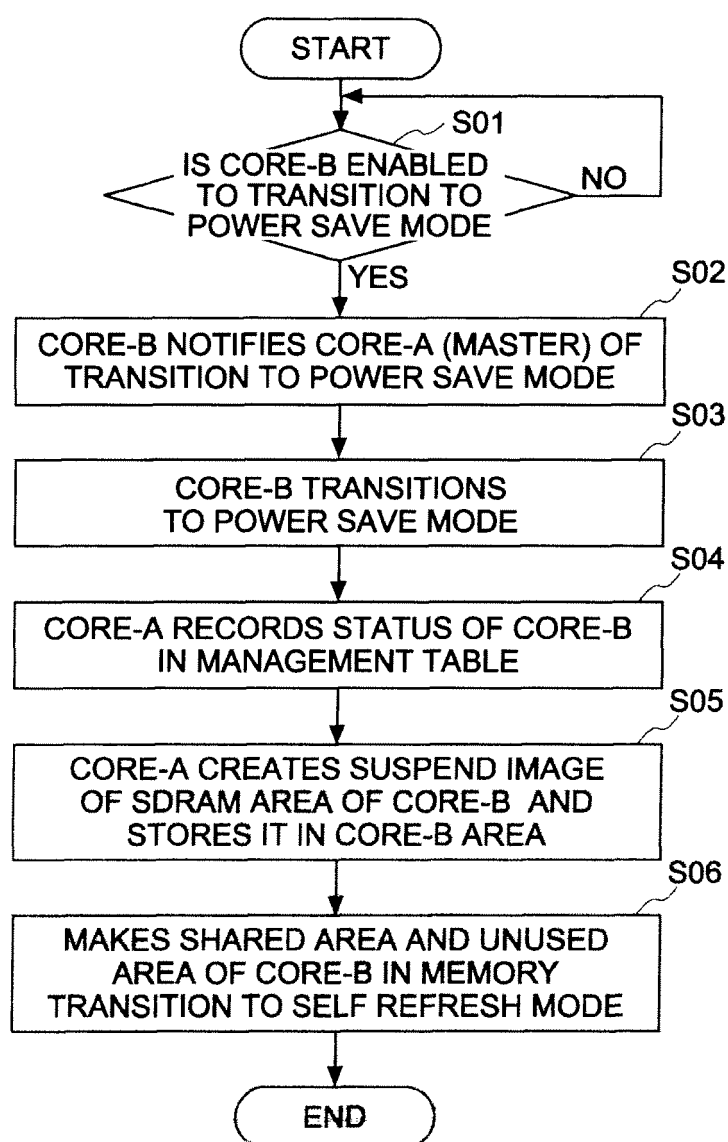 START
S01
IS CORE-B ENABLED
TO TRANSITION TO
POWER SAVE MODE
NO
YES
S02
CORE-B NOTIFIES CORE-A (MASTER) OF
TRANSITION TO POWER SAVE MODE
S03
CORE-B TRANSITIONS
TO POWER SAVE MODE
S04
CORE-A RECORDS STATUS OF CORE-B
IN MANAGEMENT TABLE
S05
CORE-A CREATES SUSPEND IMAGE
OF SDRAM AREA OF CORE-B AND
STORES IT IN CORE-B AREA
S06
MAKES SHARED AREA AND UNUSED
AREA OF CORE-B IN MEMORY
TRANSITION TO SELF REFRESH MODE
END